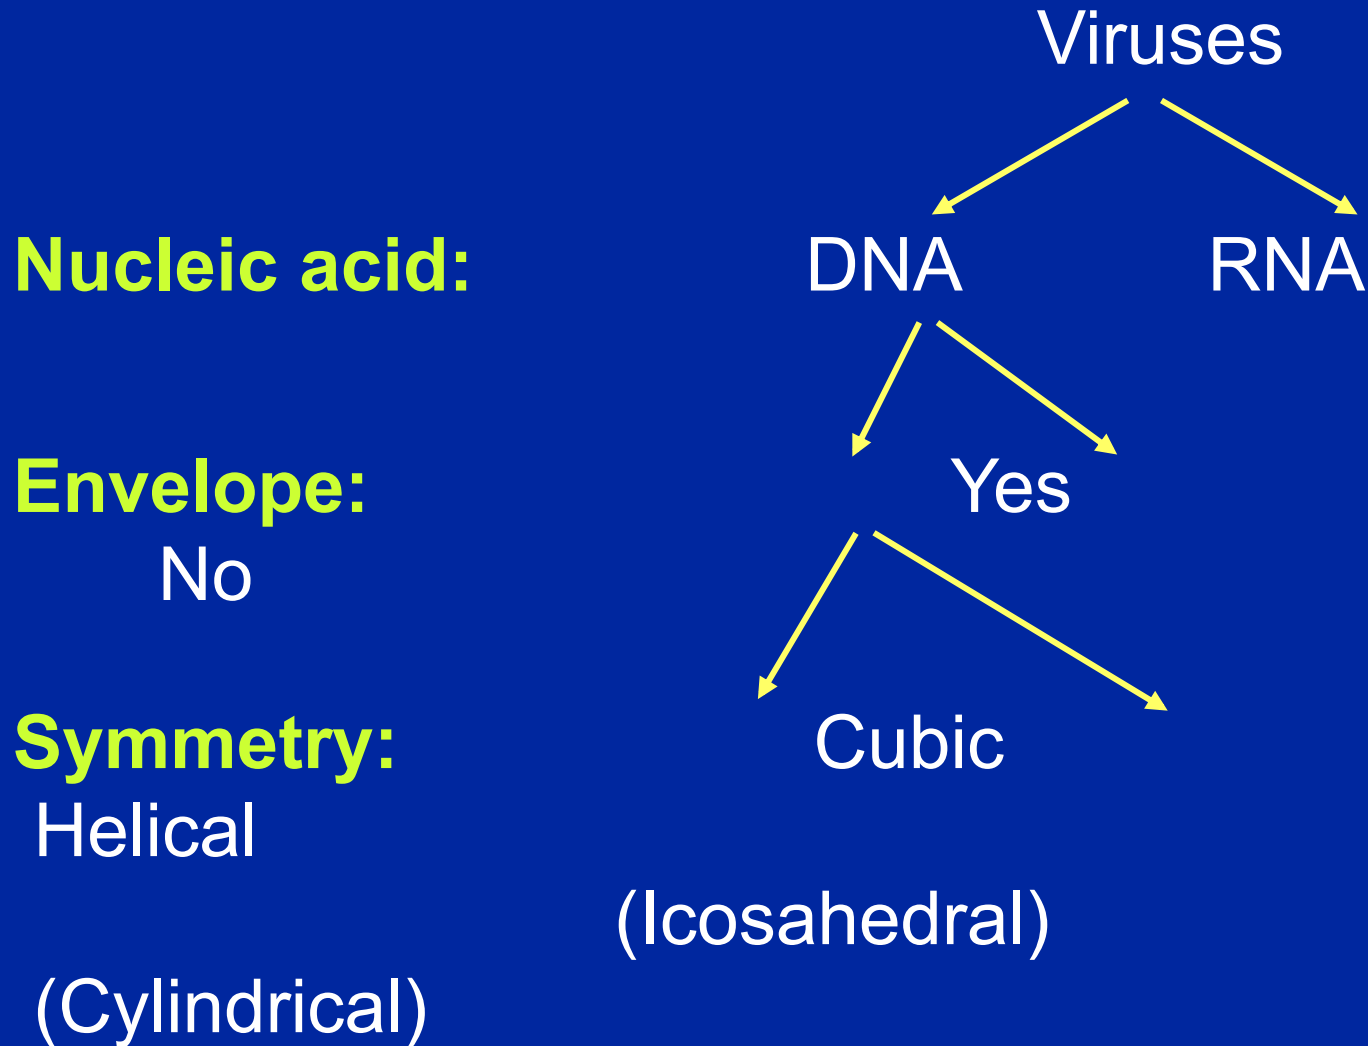 Viruses
Nucleic acid: DNA RNA
Envelope: Yes
No
Symmetry: Cubic
Helical
(Icosahedral)
(Cylindrical)